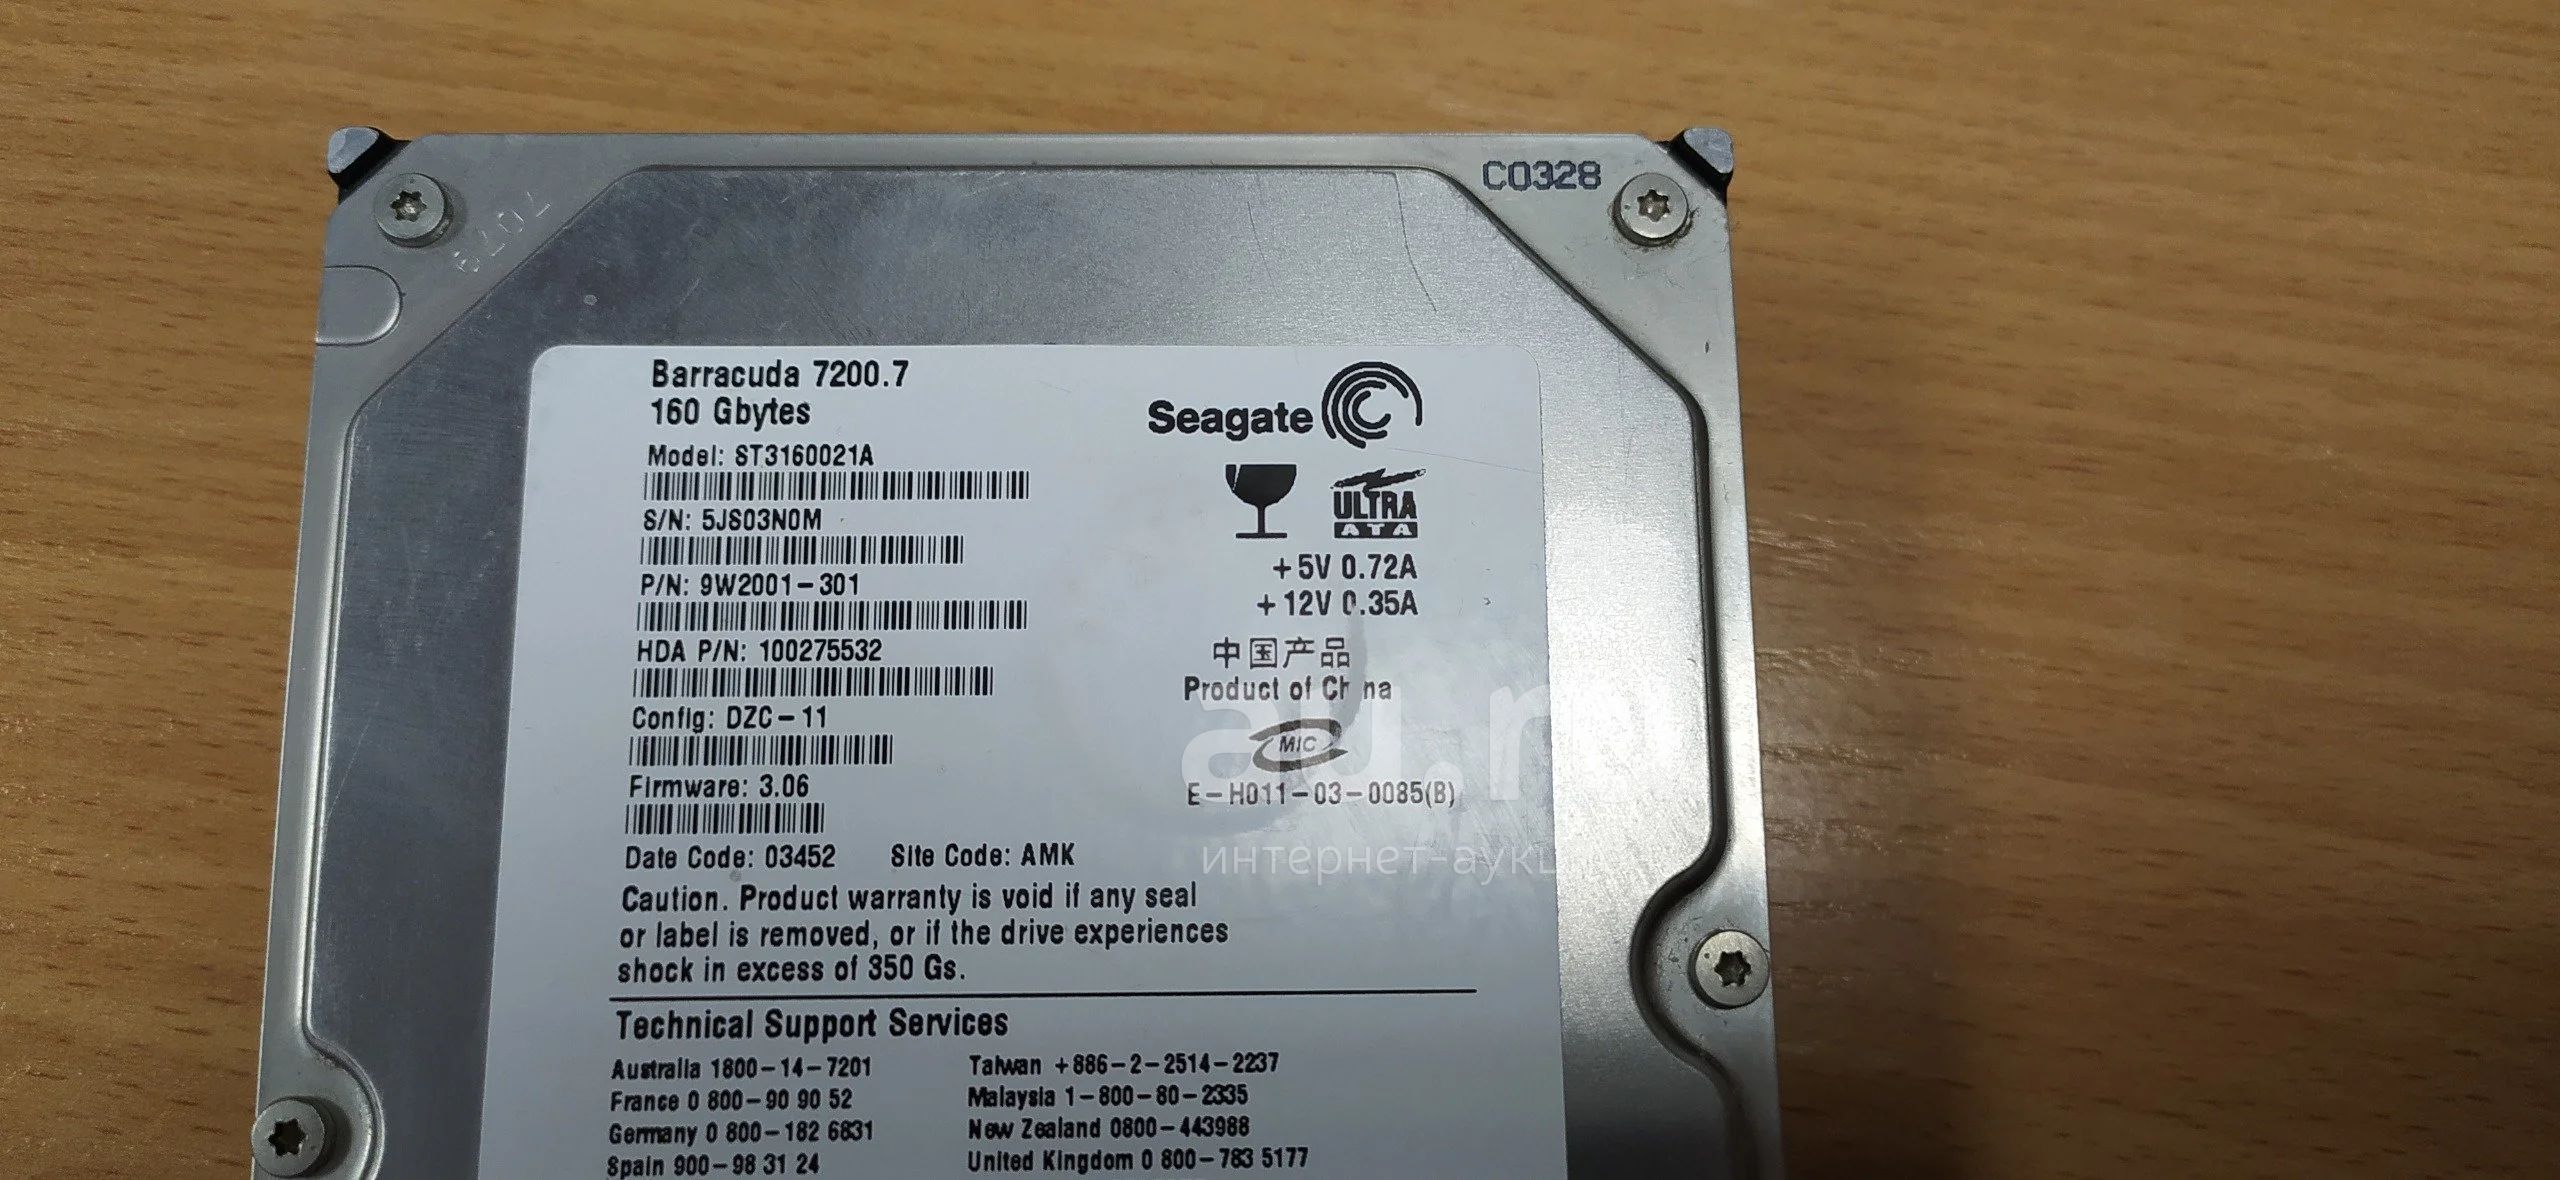 C0328
7078
Barracuda 7200.7
160 Gbytes
Model: ST3160021A
S/N: 5JS03N0M
P/N: 9W2001-301
HDA P/N: 100275532
Config: DZC-11
Firmware: 3.06
Date Code: 03452 Site Code: AMK
Caution. Product warranty is void if any seal
or label is removed, or if the drive experiences
shock in excess of 350 Gs.
Seagate
ULTRA
ATA
+5V 0.72A
+12V 0.35A
中国产品
Product of China
MIC
E-H011-03-0085(B)
au.ru
Technical Support Services
Australia 1800-14-7201
France 0 800-90 90 52
Germany 0 800-182 6831
Spain 900-98 31 24
Taiwan +886-2-2514-2237
Malaysia 1-800-80-2335
New Zealand 0800-443988
United Kingdom 0 800-783 5177